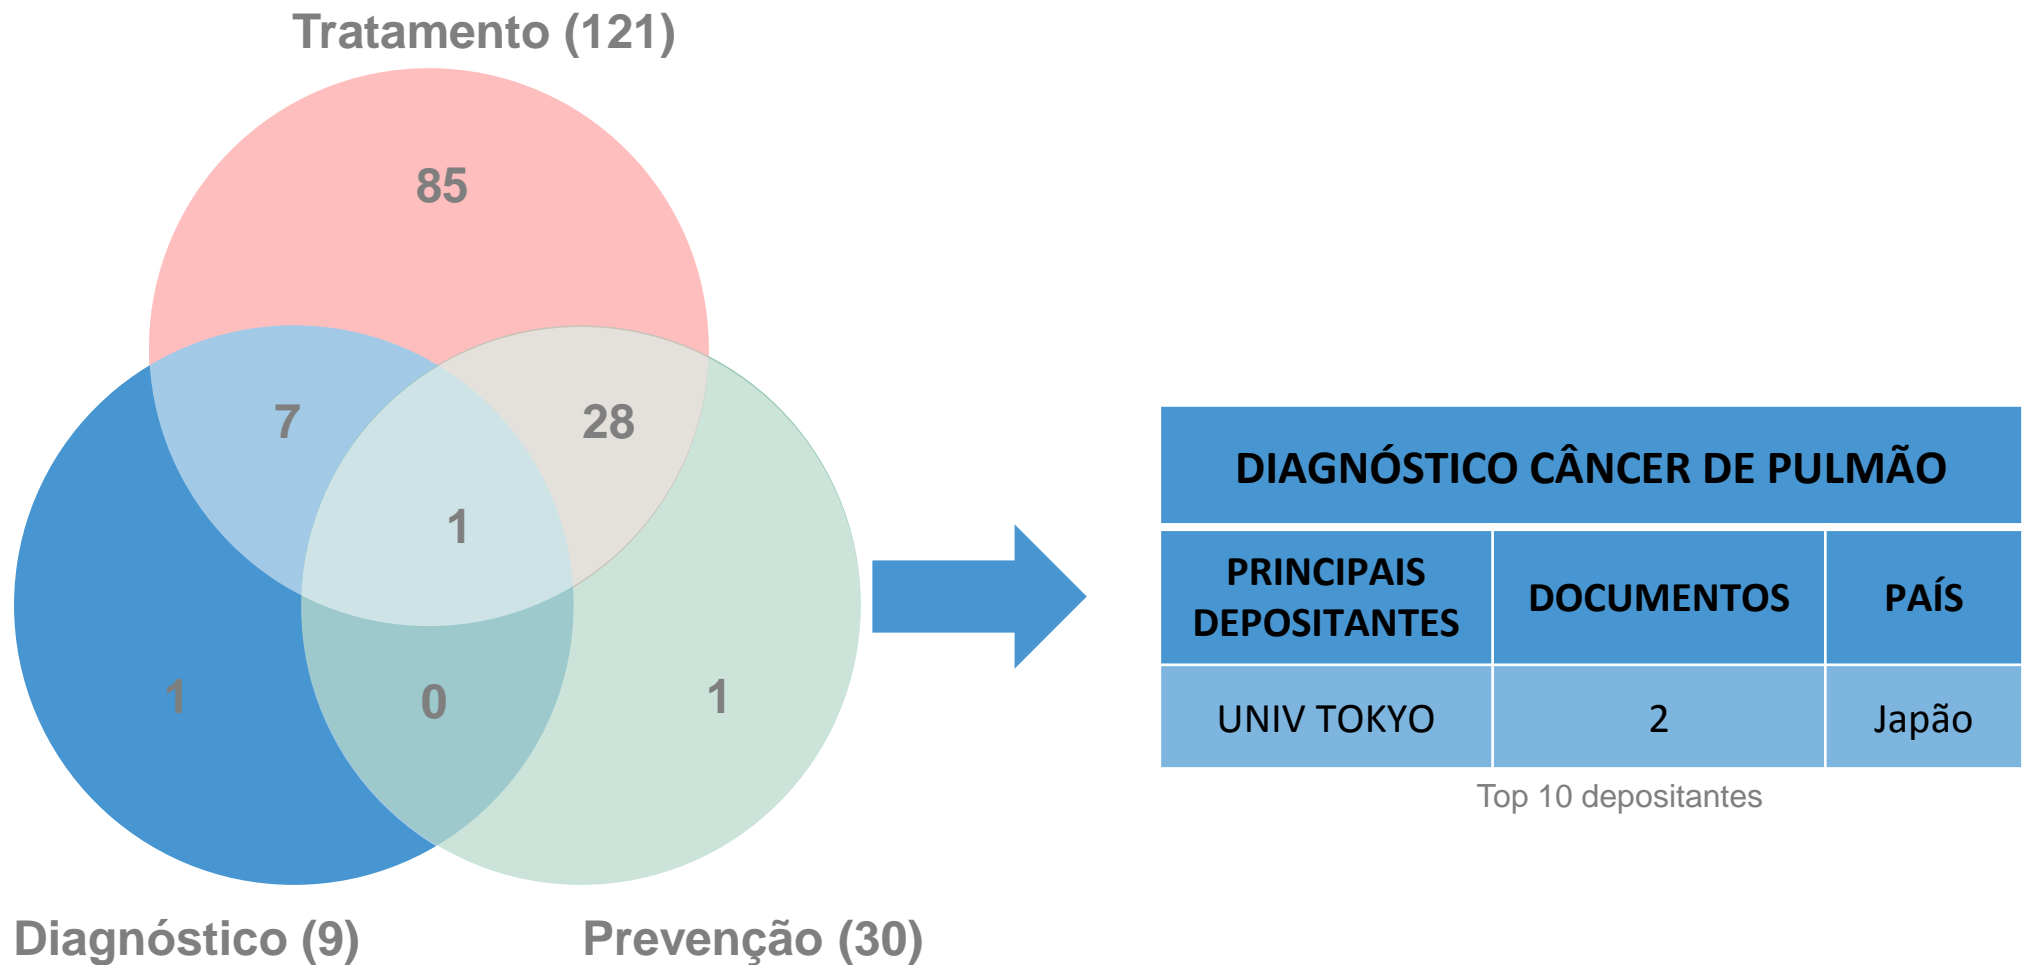 Tratamento (121)
85
7
28
1
1
0
1
Diagnóstico (9)
Prevenção (30)
DIAGNÓSTICO CÂNCER DE PULMÃO
PRINCIPAIS
DEPOSITANTES
DOCUMENTOS
PAÍS
UNIV TOKYO
2
Japão
Top 10 depositantes